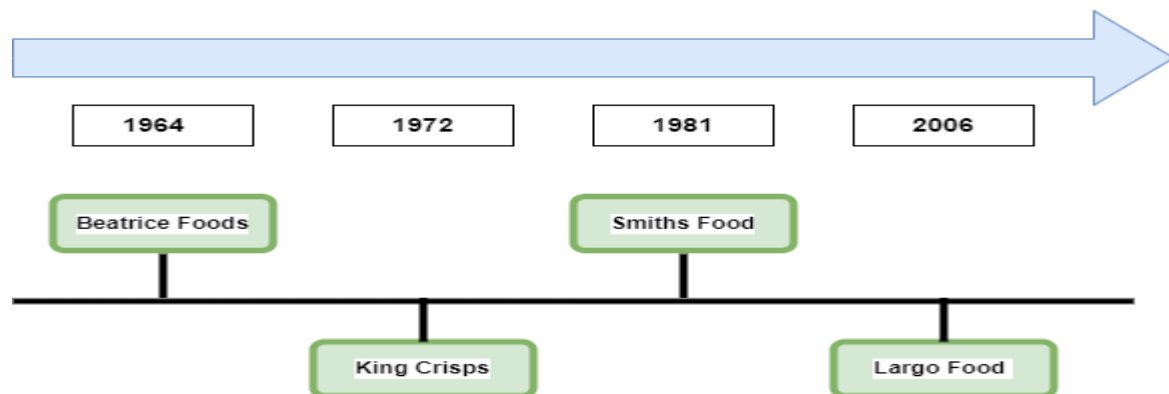 1964
1972
1981
2006
Beatrice Foods
Smiths Food
King Crisps
Largo Food